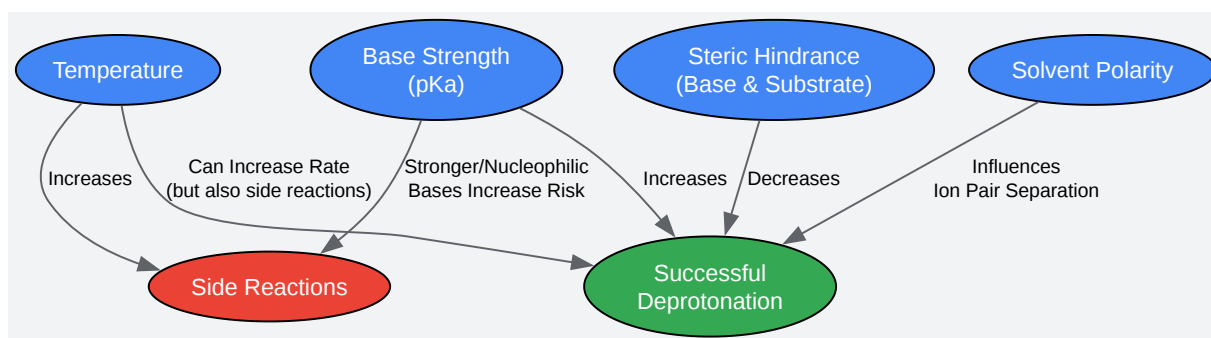 Temperature
Base Strength
(pKa)
Steric Hindrance
(Base & Substrate)
Solvent Polarity
Increases
Can Increase Rate
(but also side reactions)
Stronger/Nucleophilic
Bases Increase Risk
Increases
Decreases
Influences
Ion Pair Separation
Side Reactions
Successful
Deprotonation